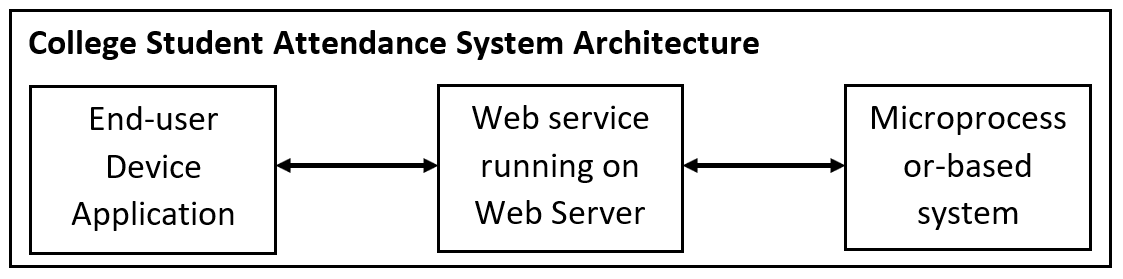 College Student Attendance System Architecture
End-user
Device
Application
Web service
running on
Web Server
Microprocess
or-based
system